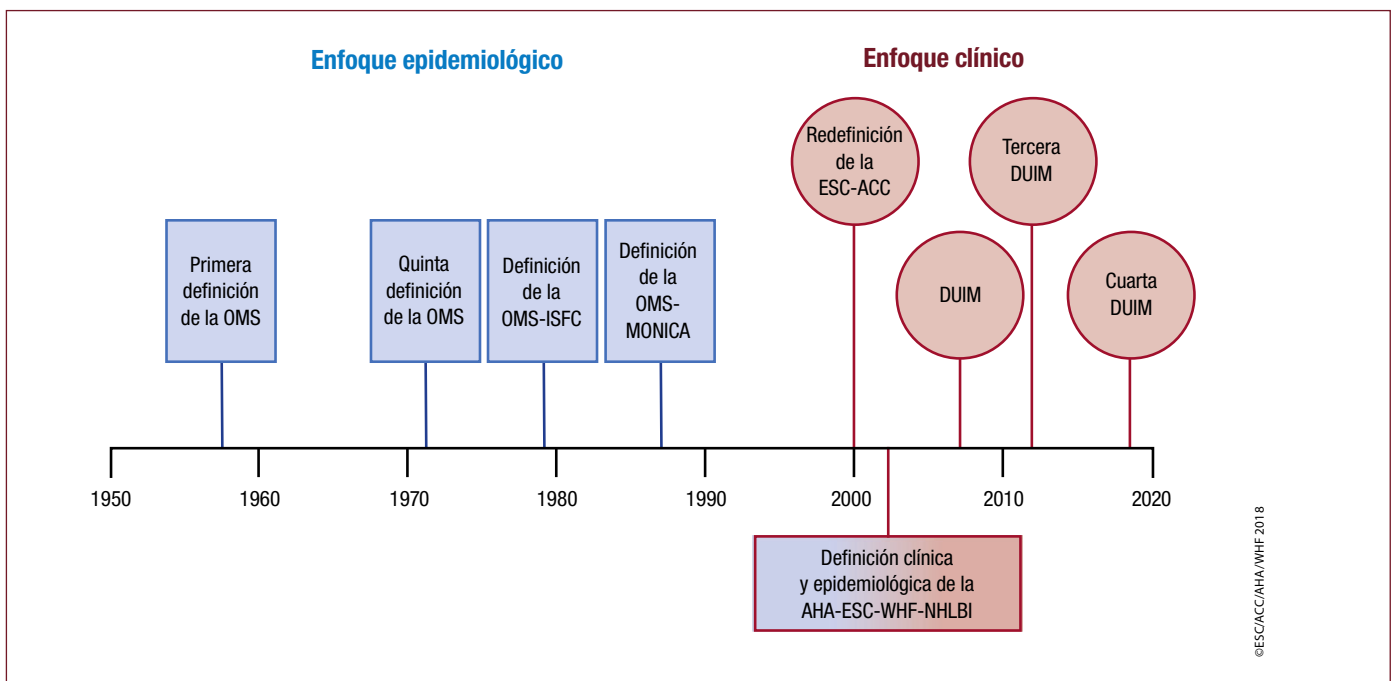 Enfoque epidemiológico
Enfoque clínico
Primera
definición
de la OMS
Quinta
definición
de la OMS
Definición
de la
OMS-ISFC
Definición
de la
OMS-
MONICA
Redefinición
de la
ESC-ACC
DUIM
Tercera
DUIM
Cuarta
DUIM
1950
1960
1970
1980
1990
2000
2010
2020
Definición clínica
y epidemiológica de la
AHA-ESC-WHF-NHLBI
©ESC/ACC/AHA/WHF 2018